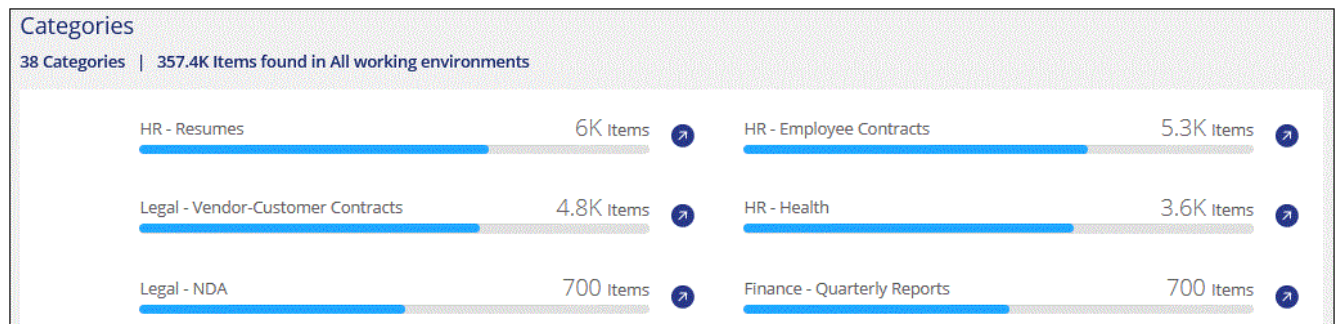 Categories
38 Categories | 357.4K Items found in All working environments
HR - Resumes 6K Items
HR - Employee Contracts 5.3K Items
Legal - Vendor-Customer Contracts 4.8K Items
HR - Health 3.6K Items
Legal - NDA 700 Items
Finance - Quarterly Reports 700 Items